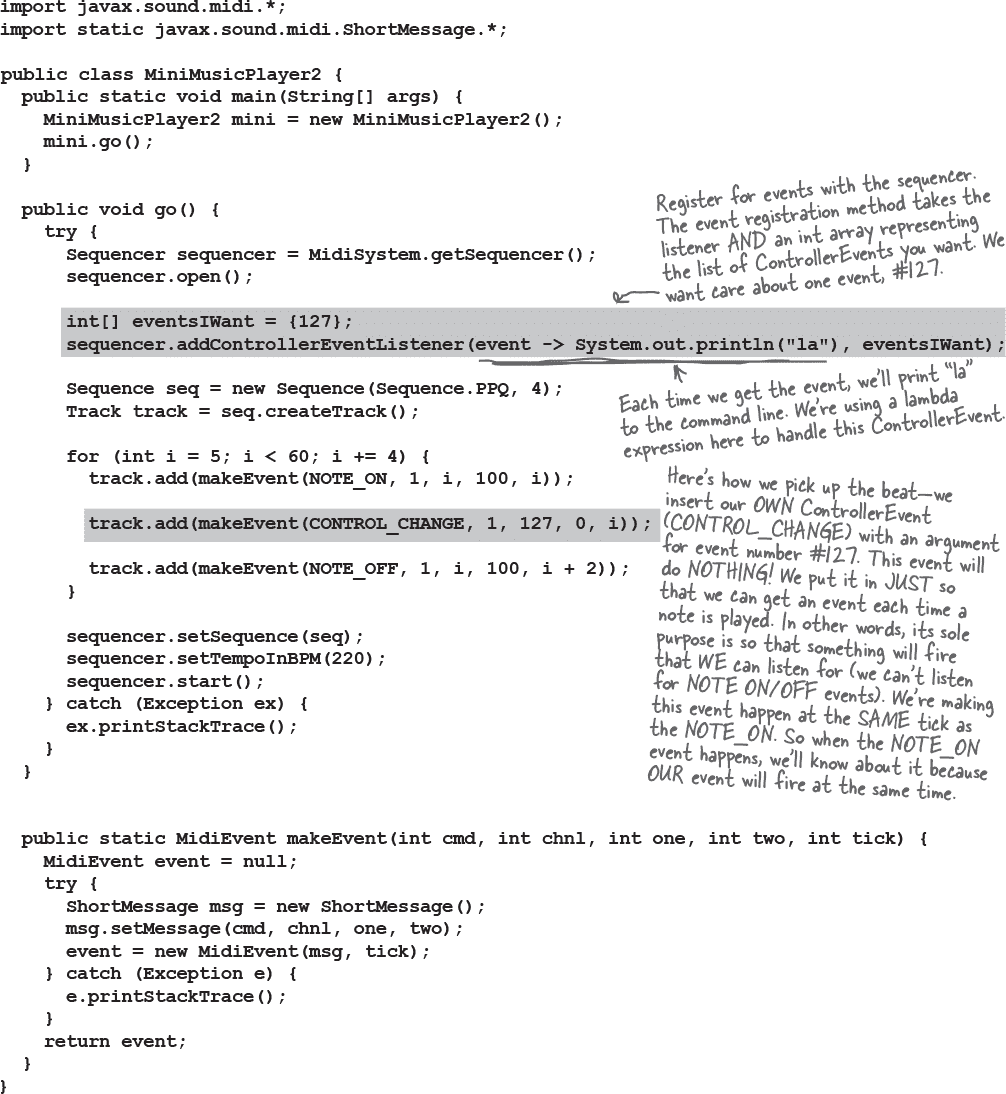 import javax.sound.midi.*;
import static javax.sound.midi.ShortMessage.*;
public class MiniMusicPlayer2 {
public static void main(String[] args) {
MiniMusicPlayer2 mini = new MiniMusicPlayer2();
mini.go();
}
public void go() {
try {
Sequencer sequencer = MidiSystem.getSequencer();
sequencer.open();
Register for events with the sequencer.
The event registration method takes the
listener AND an int array representing
the list of ControllerEvents you want. We
want care about one event, #127.
int[] eventsIWant = {127};
sequencer.addControllerEventListener(event -> System.out.println("la"), eventsIWant);
Each time we get the event, we'll print "la"
to the command line. We're using a lambda
expression here to handle this ControllerEvent.
Sequence seq = new Sequence(Sequence.PPQ, 4);
Track track = seq.createTrack();
for (int i = 5; i < 60; i += 4) {
track.add(makeEvent(NOTE_ON, 1, i, 100, i));
track.add(makeEvent(CONTROL_CHANGE, 1, 127, 0, i));
track.add(makeEvent(NOTE_OFF, 1, i, 100, i + 2));
}
Here's how we pick up the beat—we
insert our OWN ControllerEvent
(CONTROL_CHANGE) with an argument
for event number #127. This event will
do NOTHING! We put it in JUST so
that we can get an event each time a
note is played. In other words, its sole
purpose is so that something will fire
that WE can listen for (we can't listen
for NOTE ON/OFF events). We're making
this event happen at the SAME tick as
the NOTE_ON. So when the NOTE_ON
event happens, we'll know about it because
OUR event will fire at the same time.
sequencer.setSequence(seq);
sequencer.setTempoInBPM(220);
sequencer.start();
} catch (Exception ex) {
ex.printStackTrace();
}
}
public static MidiEvent makeEvent(int cmd, int chnl, int one, int two, int tick) {
MidiEvent event = null;
try {
ShortMessage msg = new ShortMessage();
msg.setMessage(cmd, chnl, one, two);
event = new MidiEvent(msg, tick);
} catch (Exception e) {
e.printStackTrace();
}
return event;
}
}